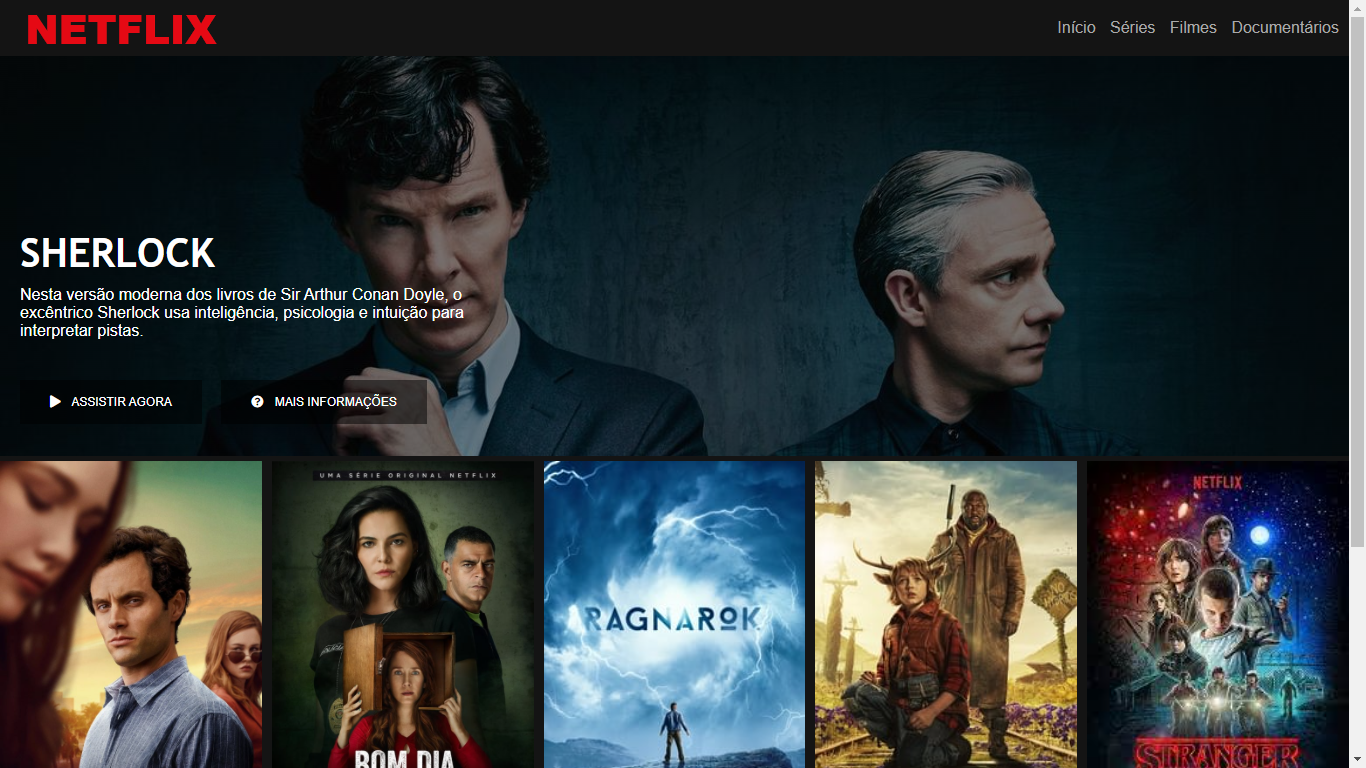 NETFLIX
Início Séries Filmes Documentários
SHERLOCK
Nesta versão moderna dos livros de Sir Arthur Conan Doyle, o
excêntrico Sherlock usa inteligência, psicologia e intuição para
interpretar pistas.
ASSISTIR AGORA
MAIS INFORMAÇÕES
UMA SÉRIE ORIGINAL NETFLIX
BOM DIA
RAGNAROK
NETFLIX
STRANGER